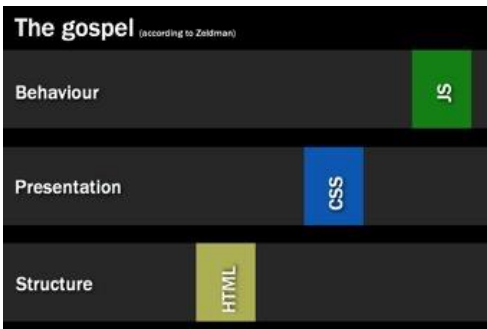 The gospel (according to Zeldman)
Behaviour JS
Presentation CSS
Structure HTML